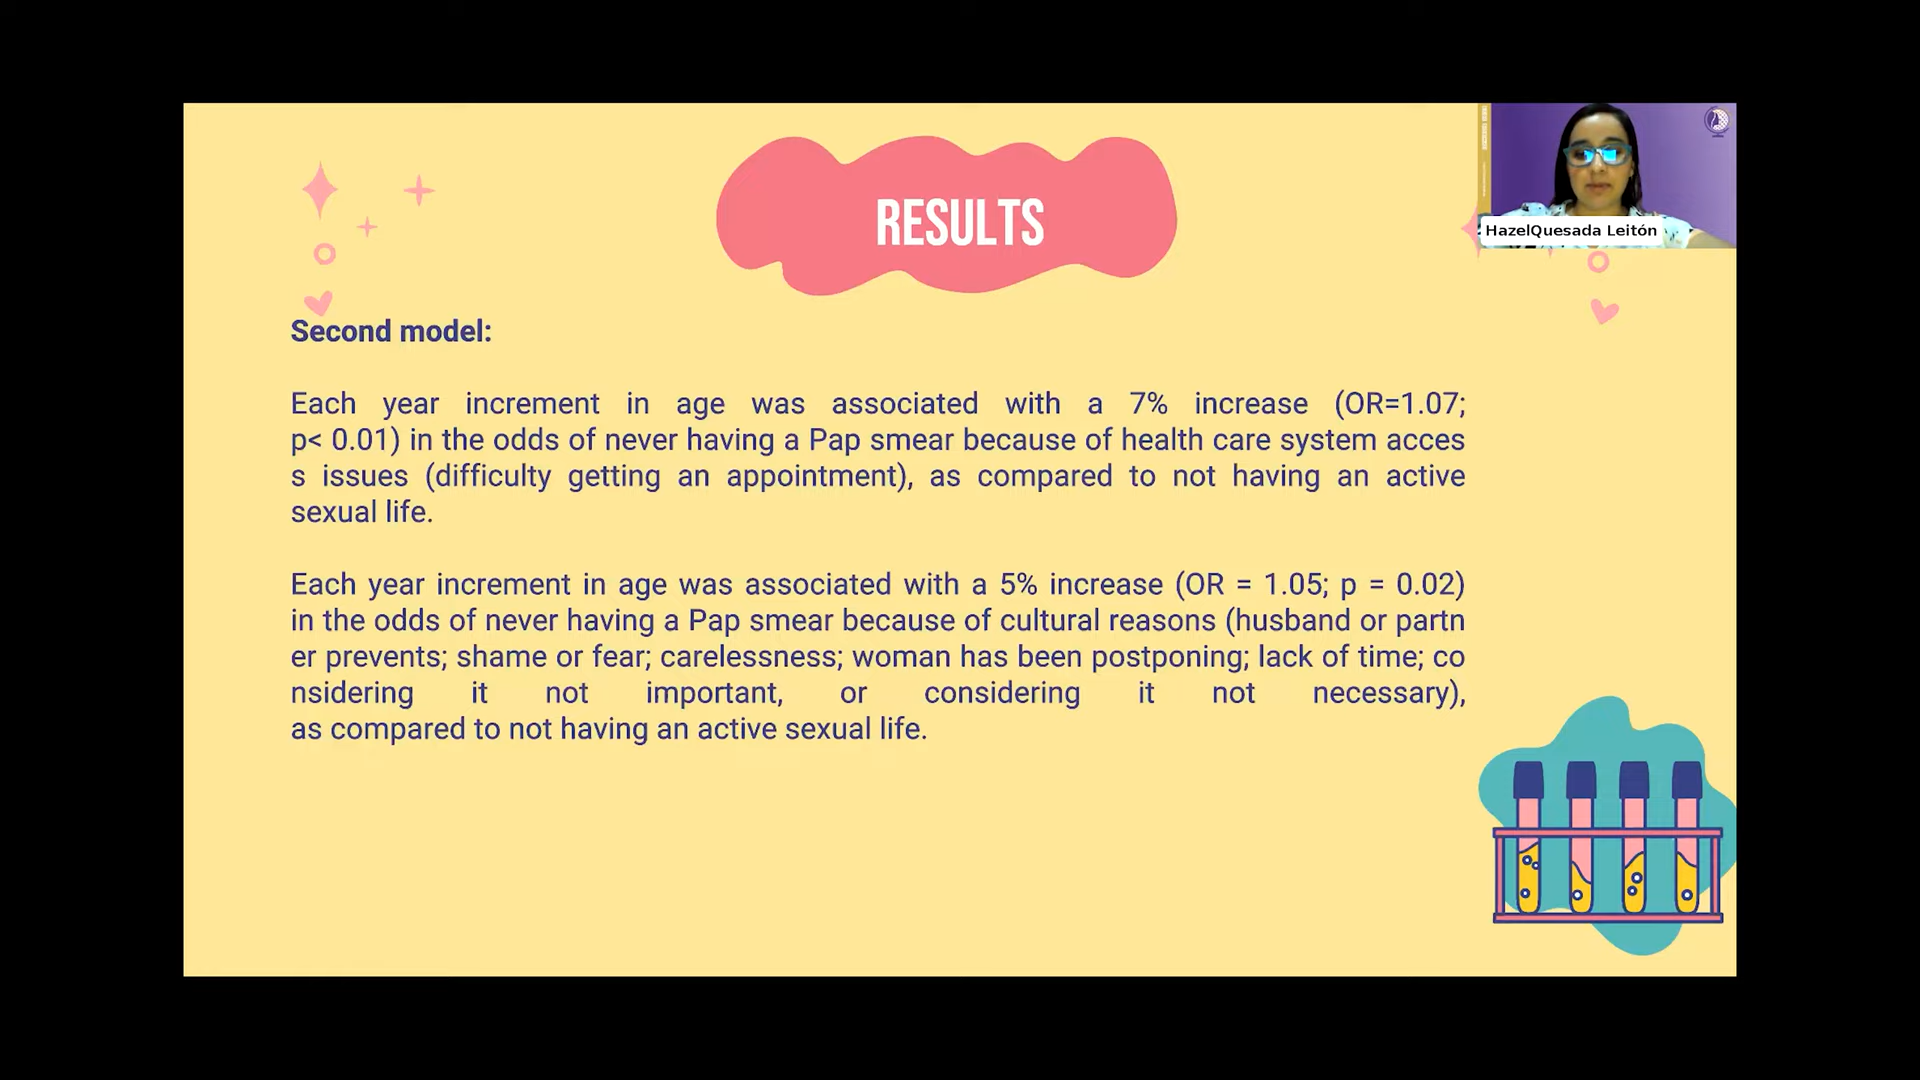 RESULTS
HazelQuesada Leitón
Second model:
Each year increment in age was associated with a 7% increase (OR=1.07;
p< 0.01) in the odds of never having a Pap smear because of health care system acces
s issues (difficulty getting an appointment), as compared to not having an active
sexual life.
Each year increment in age was associated with a 5% increase (OR = 1.05; p = 0.02)
in the odds of never having a Pap smear because of cultural reasons (husband or partn
er prevents; shame or fear; carelessness; woman has been postponing; lack of time; co
nsidering it not important, or considering it not necessary),
as compared to not having an active sexual life.